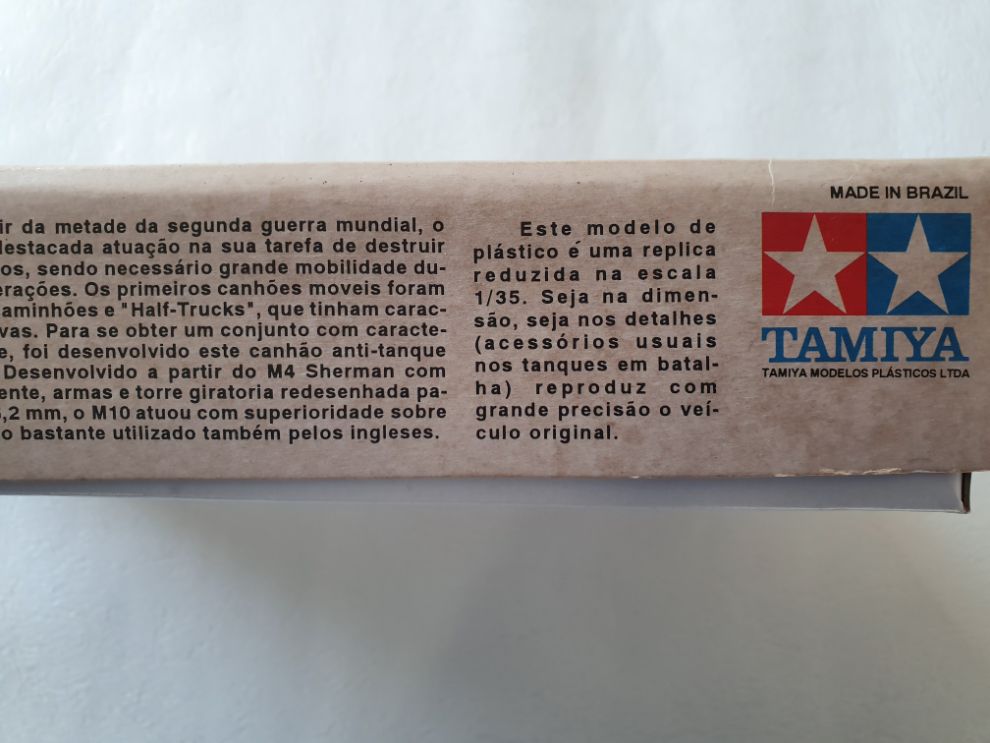 ir da metade da segunda guerra mundial, o
destacada atuação na sua tarefa de destruir
os, sendo necessário grande mobilidade du-
erações. Os primeiros canhões moveis foram
aminhões e "Half-Trucks", que tinham carac-
vas. Para se obter um conjunto com caracte-
e, foi desenvolvido este canhão anti-tanque
Desenvolvido a partir do M4 Sherman com
ente, armas e torre giratoria redesenhada pa-
,2 mm, o M10 atuou com superioridade sobre
o bastante utilizado também pelos ingleses.
Este modelo de
plástico é uma replica
reduzida na escala
1/35. Seja na dimen-
são, seja nos detalhes
(acessórios usuais
nos tanques em batal-
ha) reproduz com
grande precisão o veí-
culo original.
MADE IN BRAZIL
TAMIYA
TAMIYA MODELOS PLÁSTICOS LTDA